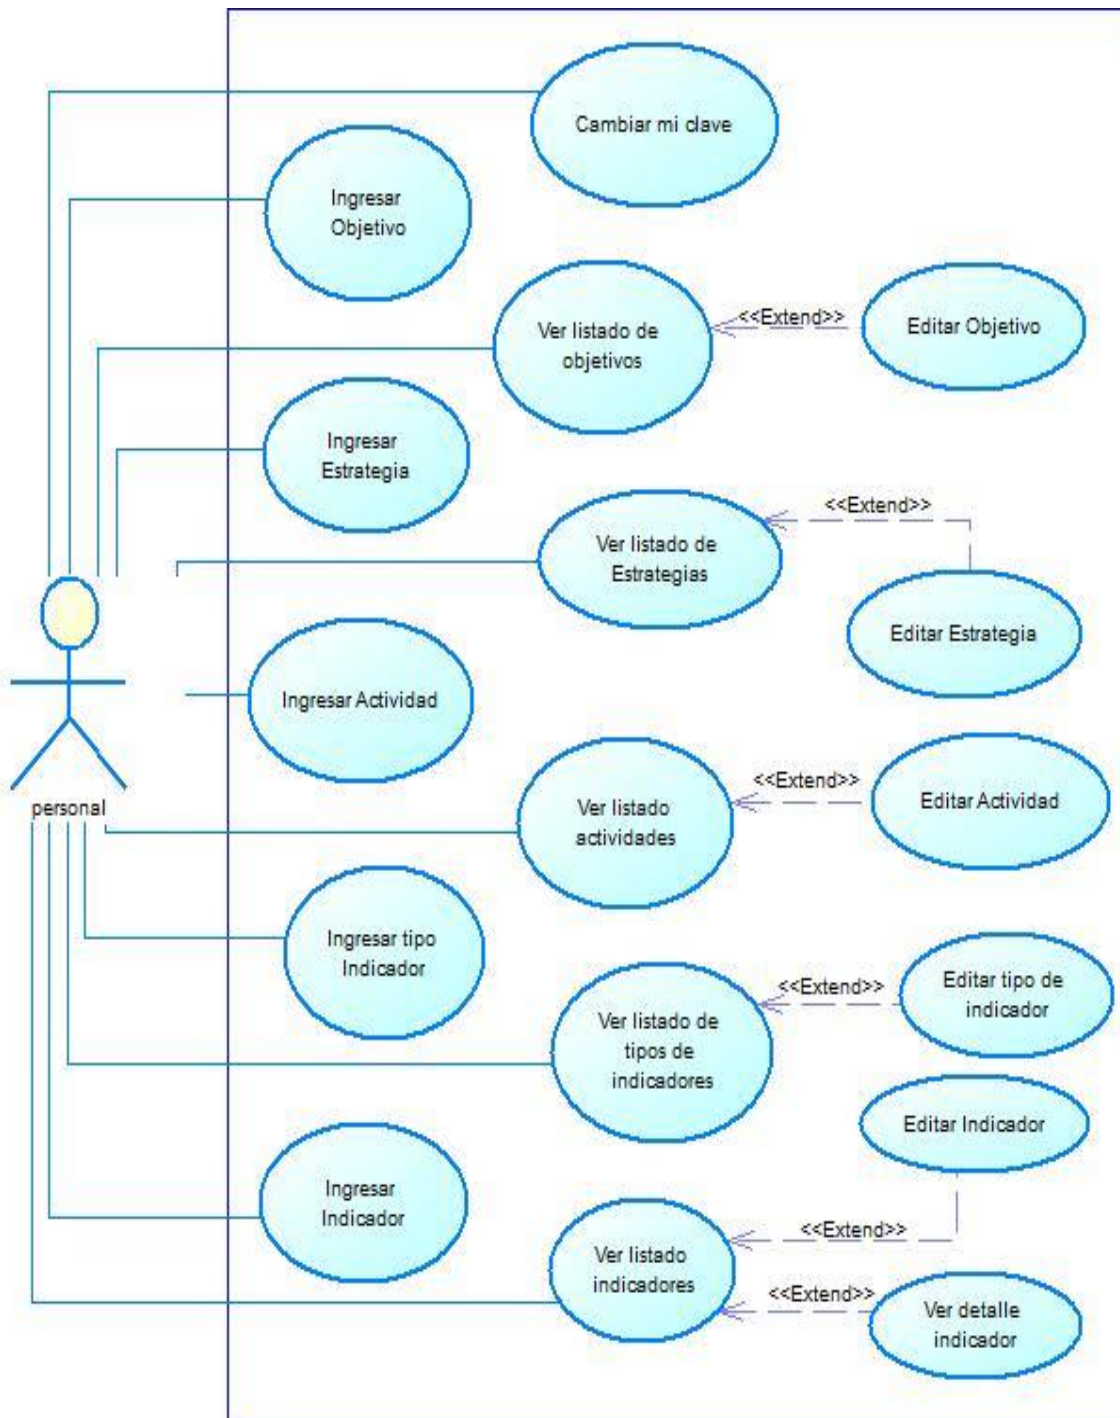 Cambiar mi clave
Ingresar
Objetivo
Ver listado de
objetivos
<<Extend>>
Editar Objetivo
Ingresar
Estrategia
Ver listado de
Estrategias
<<Extend>>
Editar Estrategia
Ingresar Actividad
personal
Ver listado
actividades
<<Extend>>
Editar Actividad
Ingresar tipo
Indicador
Ver listado de
tipos de
indicadores
<<Extend>>
Editar tipo de
indicador
Editar Indicador
Ingresar
Indicador
Ver listado
indicadores
<<Extend>>
<<Extend>>
Ver detalle
indicador